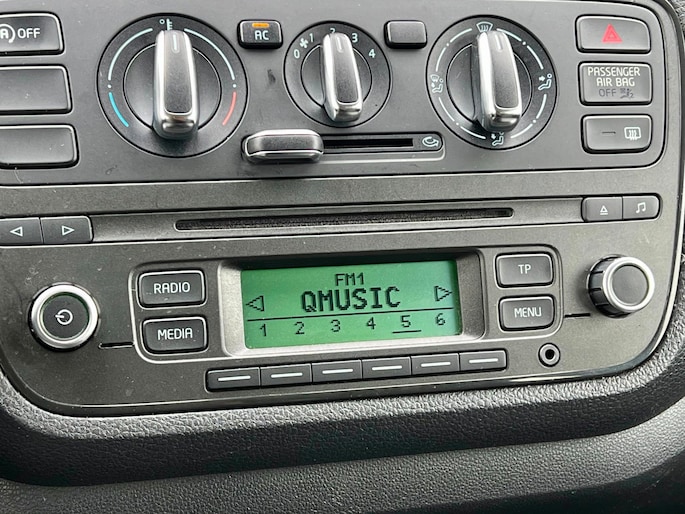 OFF
AC
0 1 2 3 4
PASSENGER
AIR BAG
OFF
RADIO
MEDIA
FM1
QMUSIC
1 2 3 4 5 6
TP
MENU